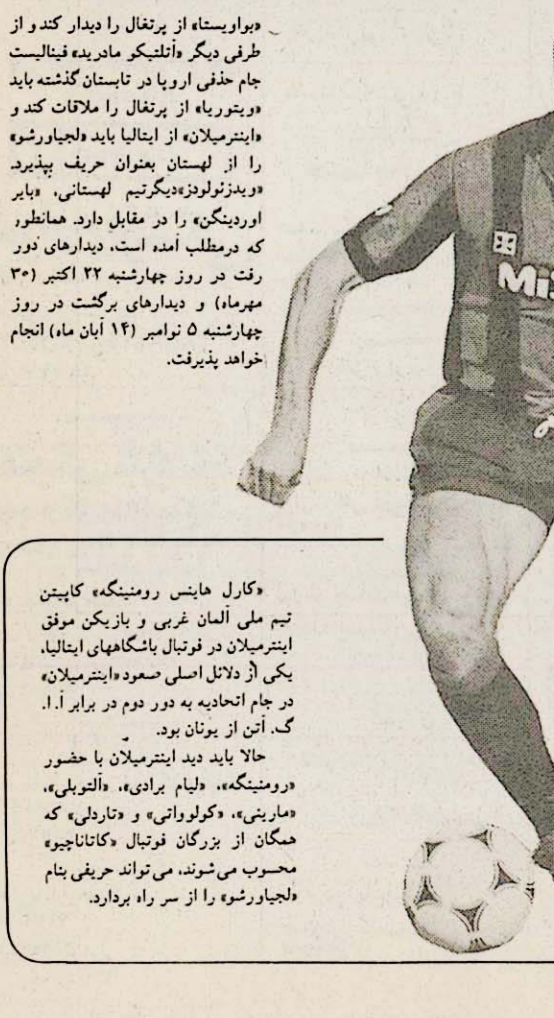 «بواویستا» از پرتغال را دیدار کند و از
طرفی دیگر «آتلتیکو مادرید» فینالیست
جام حذفی اروپا در تابستان گذشته باید
«ویتوریا» از پرتغال را ملاقات کند و
«اینترمیلان» از ایتالیا باید «لجیاورشو»
را از لهستان بعنوان حریف بپذیرد.
«ویدزئولودز» دیگر تیم لهستانی، «بایر
اوردینگن» را در مقابل دارد. همانطور
که درمطلب آمده است، دیدارهای دور
رفت در روز چهارشنبه ۲۲ اکتبر (۳۰
مهرماه) و دیدارهای برگشت در روز
چهارشنبه ۵ نوامبر (۱۴ آبان ماه) انجام
خواهد پذیرفت.
Mis
«کارل هاینس رومنیگه» کاپیتن
تیم ملی آلمان غربی و بازیکن موفق
اینترمیلان در فوتبال باشگاههای ایتالیا،
یکی از دلائل اصلی صعود «اینترمیلان»
در جام اتحادیه به دور دوم در برابر آ. ا.
گ. آتن از یونان بود.
حالا باید دید اینترمیلان با حضور
«رومنیگه»، «لیام برادی»، «آلتوبلی»،
«مارینی»، «کولوواتی» و «تاردلی» که
همگان از بزرگان فوتبال «کاتاناچیو»
محسوب می‌شوند، می‌تواند حریفی بنام
«لجیاورشو» را از سر راه بردارد.